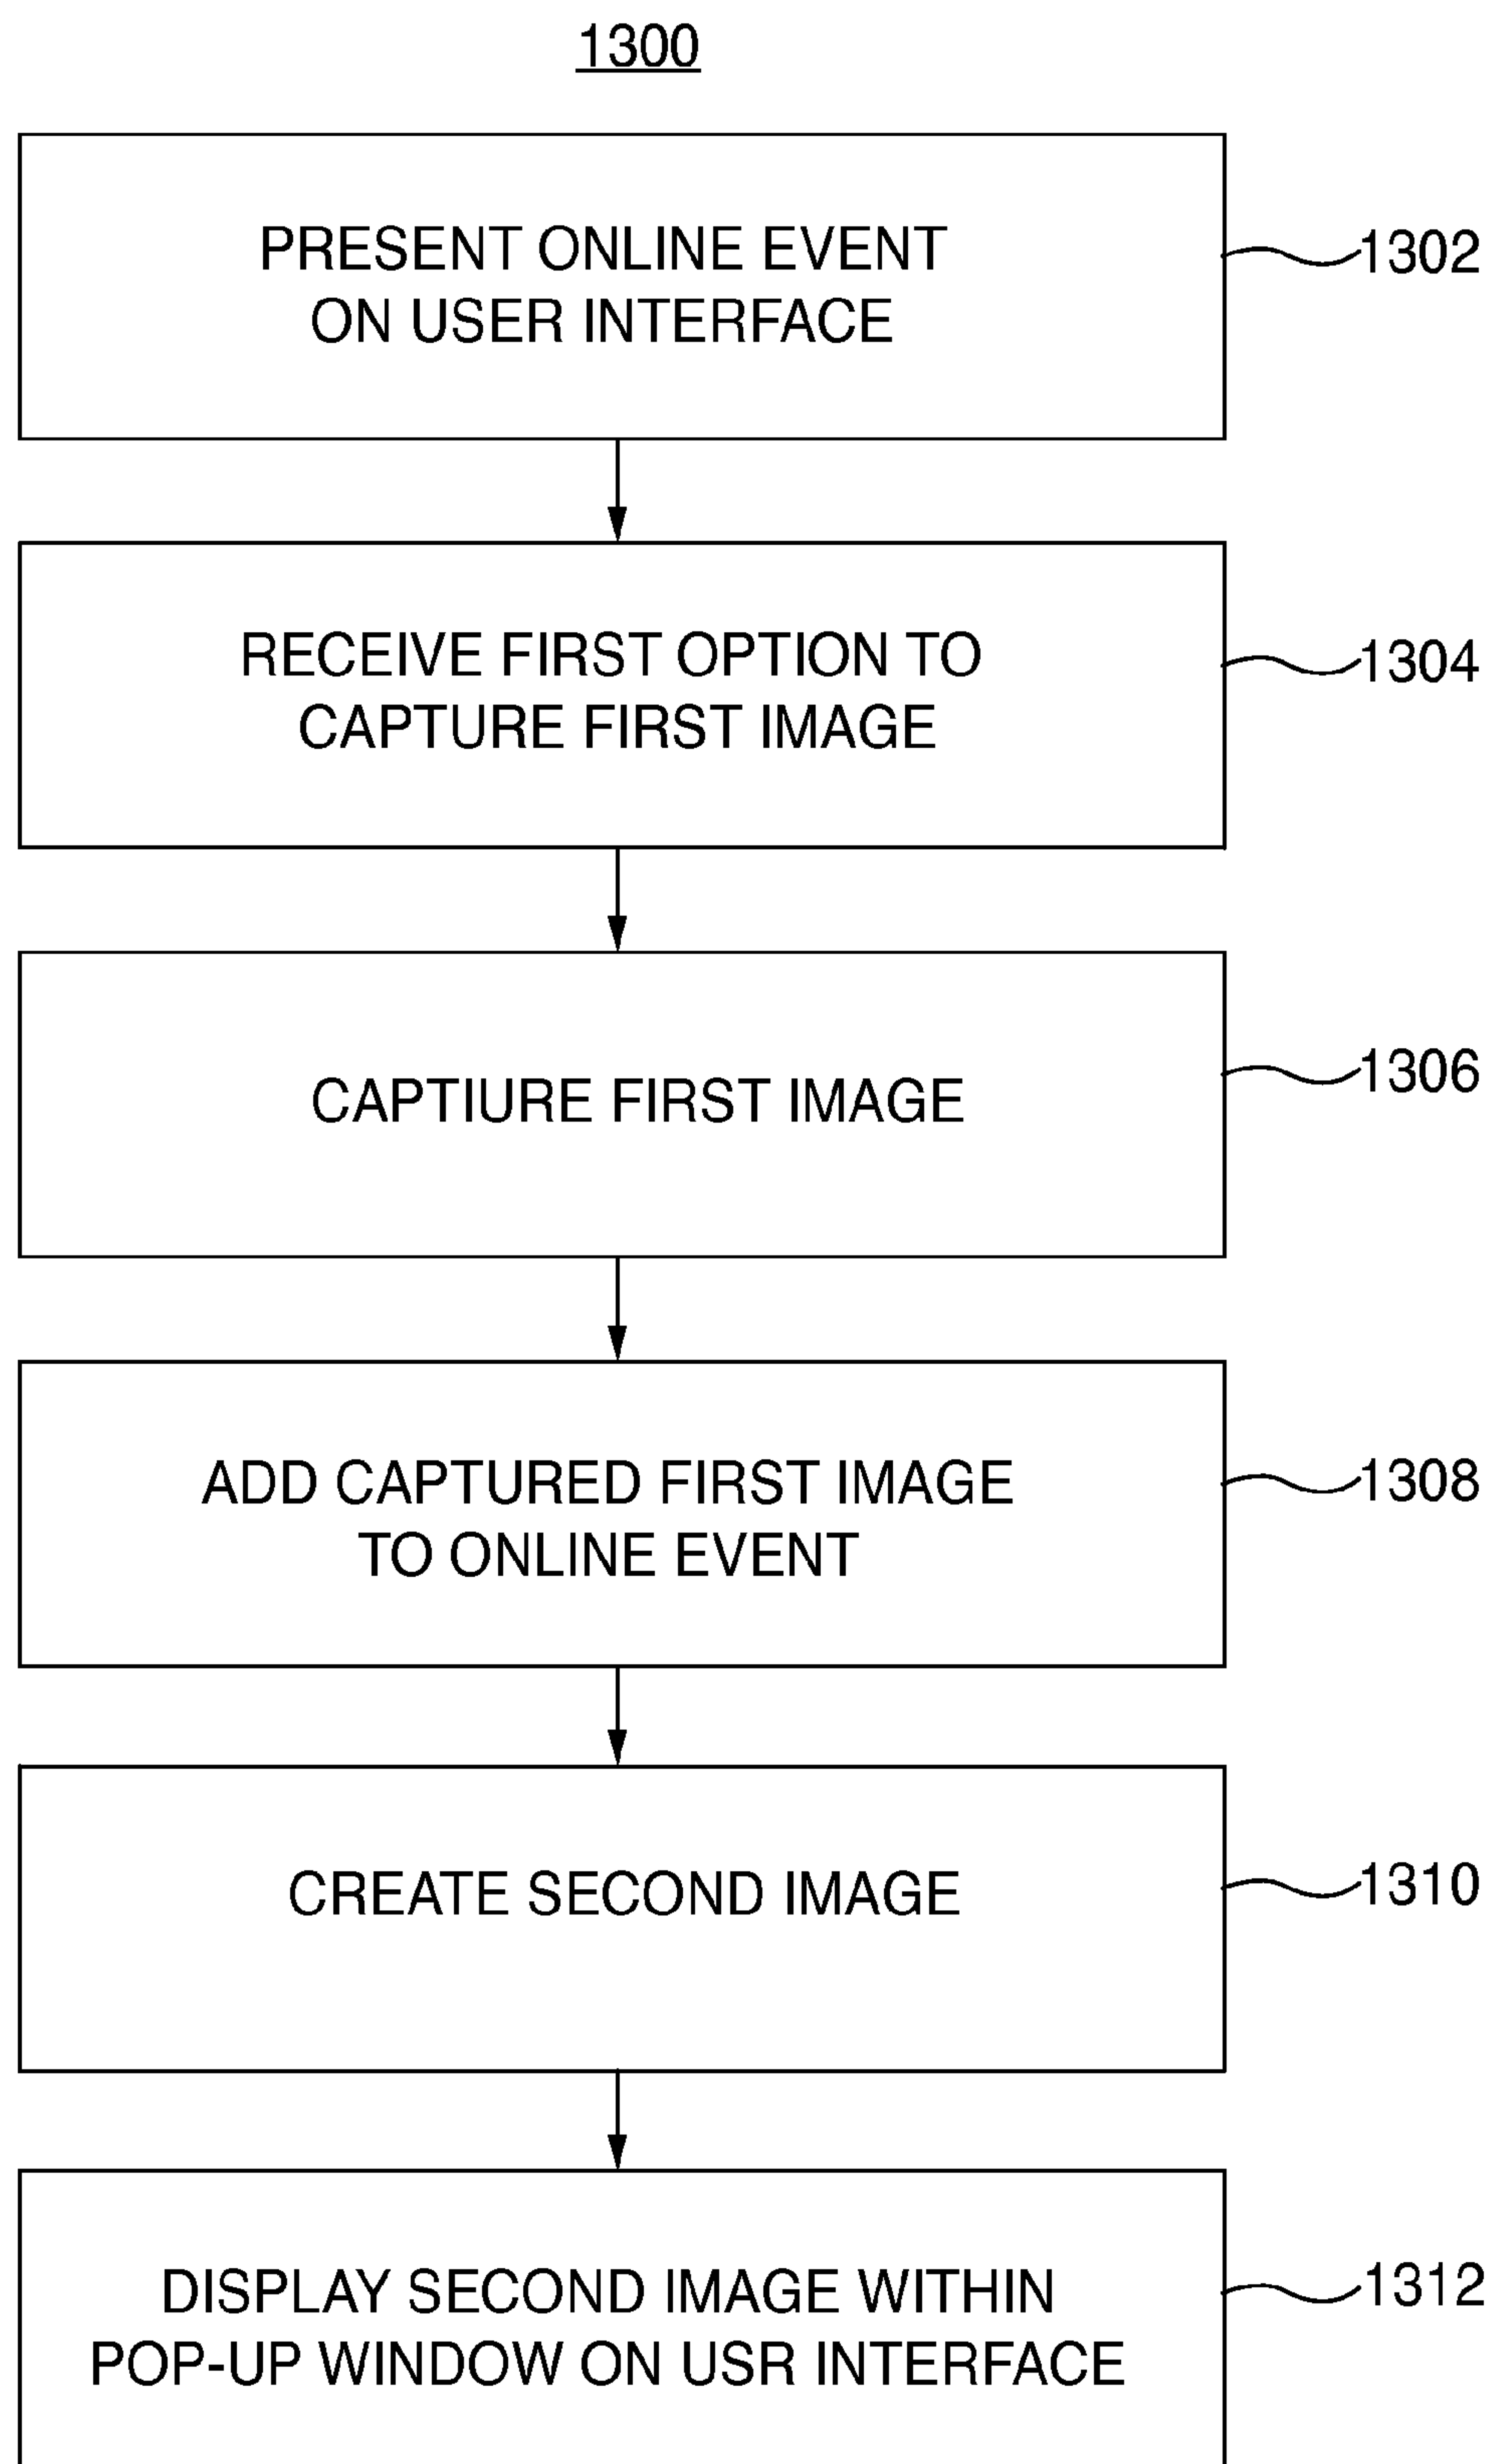 1300
PRESENT ONLINE EVENT
ON USER INTERFACE
1302
RECEIVE FIRST OPTION TO
CAPTURE FIRST IMAGE
1304
CAPTIURE FIRST IMAGE
1306
ADD CAPTURED FIRST IMAGE
TO ONLINE EVENT
1308
CREATE SECOND IMAGE
1310
DISPLAY SECOND IMAGE WITHIN
POP-UP WINDOW ON USR INTERFACE
1312